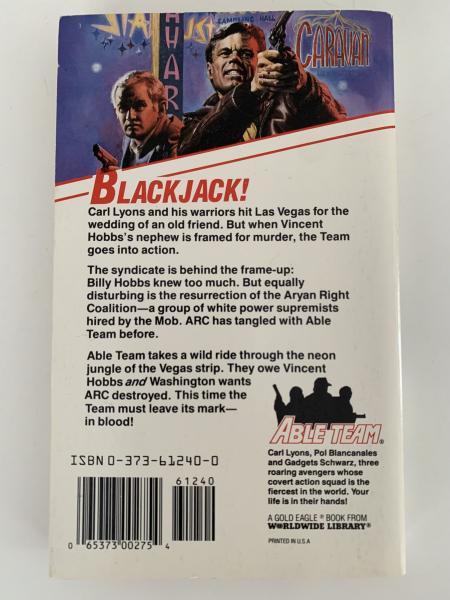 STA
JST
AVAR
GAMBLING HALL
CARAVAN
BLACKJACK!
Carl Lyons and his warriors hit Las Vegas for the
wedding of an old friend. But when Vincent
Hobbs's nephew is framed for murder, the Team
goes into action.
The syndicate is behind the frame-up:
Billy Hobbs knew too much. But equally
disturbing is the resurrection of the Aryan Right
Coalition—a group of white power supremists
hired by the Mob. ARC has tangled with Able
Team before.
Able Team takes a wild ride through the neon
jungle of the Vegas strip. They owe Vincent
Hobbs and Washington wants
ARC destroyed. This time the
Team must leave its mark—
in blood!
ABLE TEAM®
Carl Lyons, Pol Blancanales
and Gadgets Schwarz, three
roaring avengers whose
covert action squad is the
fiercest in the world. Your
life is in their hands!
A GOLD EAGLE® BOOK FROM
WORLDWIDE LIBRARY®
PRINTED IN U.S.A
ISBN 0-373-61240-0
61240
0 65373 00275 4